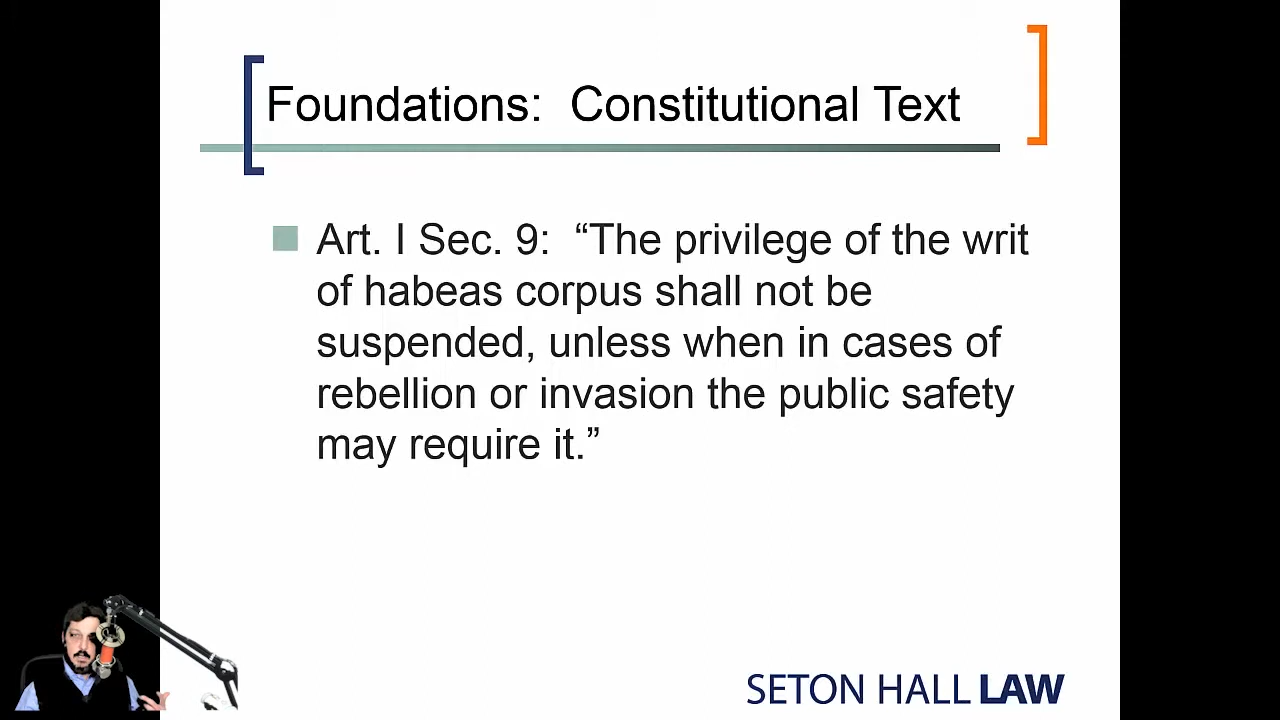 Foundations: Constitutional Text
Art. I Sec. 9: “The privilege of the writ
of habeas corpus shall not be
suspended, unless when in cases of
rebellion or invasion the public safety
may require it.”
SETON HALL LAW